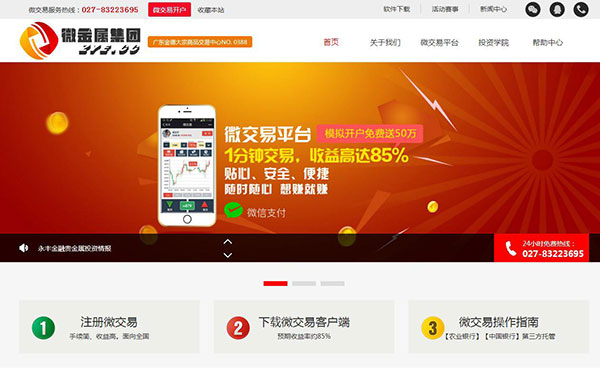 微交易服务热线：027-83223695
微交易开户
收藏本站
软件下载
活动赛事
新闻中心
微金属集团
ZYZ.CC
广东金德大宗商品交易中心NO. 0388
首页
关于我们
微交易平台
投资学院
帮助中心
微交易平台
模拟开户免费送50万
1分钟交易，收益高达85%
贴心、安全、便捷
随时随心 想赚就赚
微信支付
永丰金融贵金属投资情报
24小时免费热线：
027-83223695
1
注册微交易
手续简，收益高。面向全国
2
下载微交易客户端
预期收益率约85%
3
微交易操作指南
【农业银行】【中国银行】第三方托管